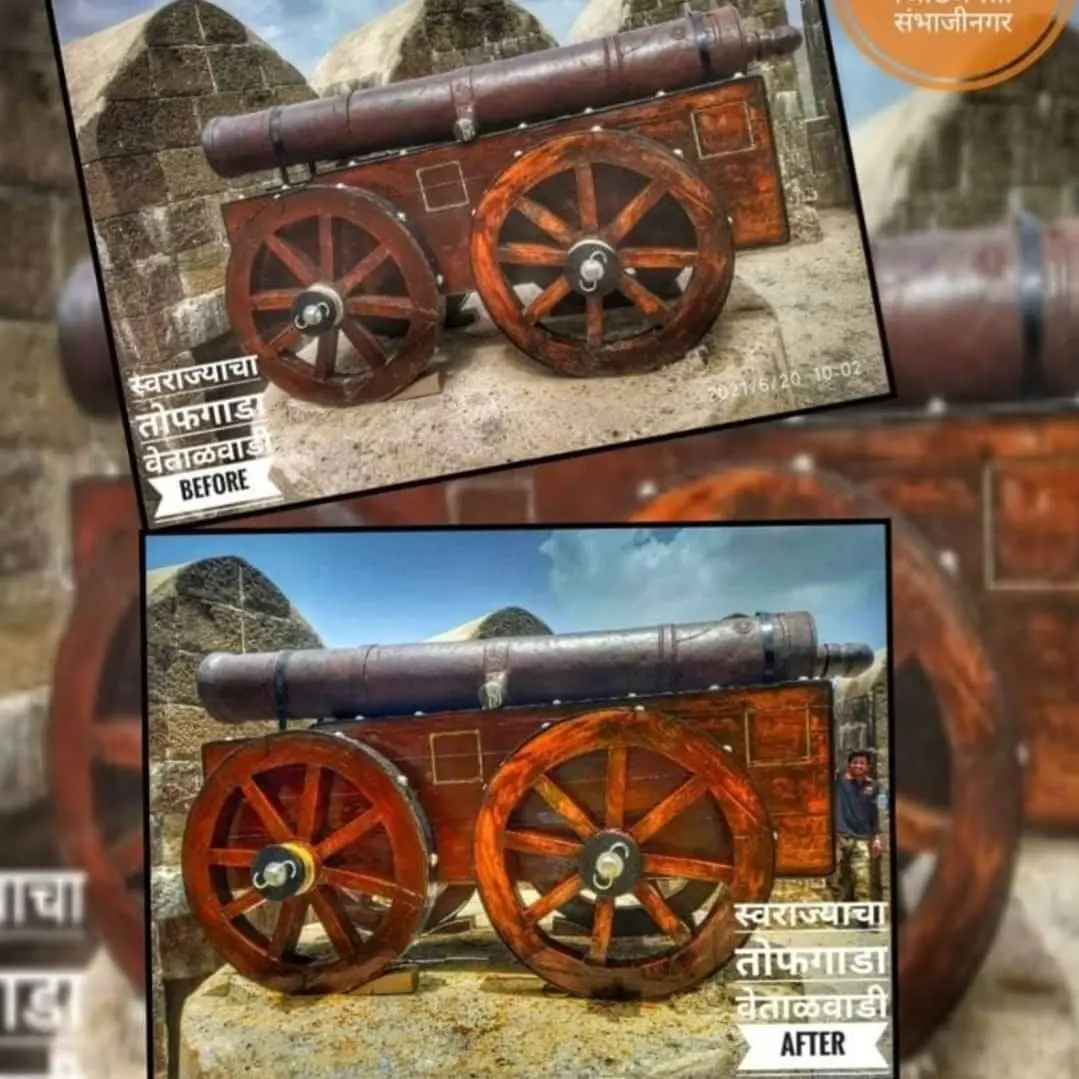 संभाजीनगर
2021/6/20 10-02
स्वराज्याचा
तोफगाडा
वेताळवाडी
BEFORE
स्वराज्याचा
तोफगाडा
वेताळवाडी
AFTER